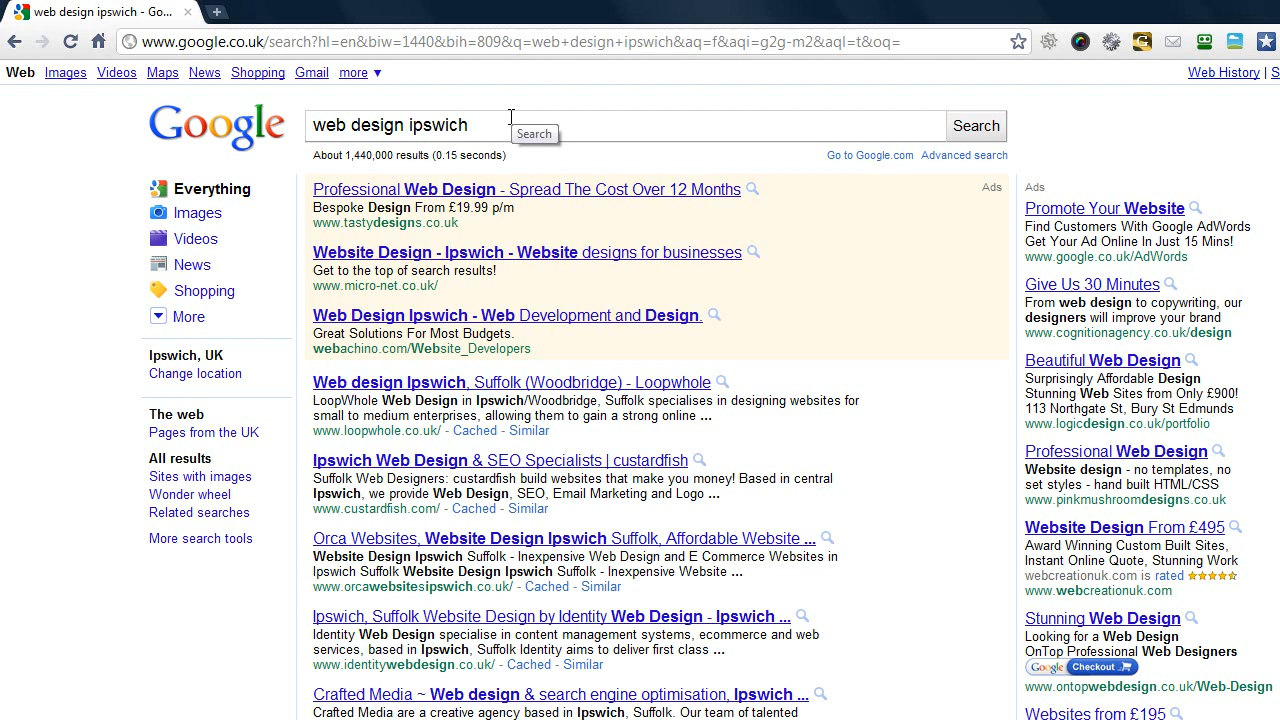 web design ipswich - Go...
www.google.co.uk/search?hl=en&biw=1440&bih=809&q=web+design+ipswich&aq=f&aqi=g2g-m2&aql=t&oq=
Web Images Videos Maps News Shopping Gmail more ▼
Web History | S
Google
web design ipswich
Search
Search
About 1,440,000 results (0.15 seconds)
Go to Google.com Advanced search
Everything
Images
Videos
News
Shopping
More
Ipswich, UK
Change location
The web
Pages from the UK
All results
Sites with images
Wonder wheel
Related searches
More search tools
Professional Web Design - Spread The Cost Over 12 Months
Ads
Bespoke Design From £19.99 p/m
www.tastydesigns.co.uk
Website Design - Ipswich - Website designs for businesses
Get to the top of search results!
www.micro-net.co.uk/
Web Design Ipswich - Web Development and Design.
Great Solutions For Most Budgets.
webachino.com/Website_Developers
Web design Ipswich, Suffolk (Woodbridge) - Loopwhole
LoopWhole Web Design in Ipswich/Woodbridge, Suffolk specialises in designing websites for
small to medium enterprises, allowing them to gain a strong online ...
www.loopwhole.co.uk/ - Cached - Similar
Ipswich Web Design & SEO Specialists | custardfish
Suffolk Web Designers: custardfish build websites that make you money! Based in central
Ipswich, we provide Web Design, SEO, Email Marketing and Logo ...
www.custardfish.com/ - Cached - Similar
Orca Websites, Website Design Ipswich Suffolk, Affordable Website ...
Website Design Ipswich Suffolk - Inexpensive Web Design and E Commerce Websites in
Ipswich Suffolk Website Design Ipswich Suffolk - Inexpensive Website ...
www.orcawebsitesipswich.co.uk/ - Cached - Similar
Ipswich, Suffolk Website Design by Identity Web Design - Ipswich ...
Identity Web Design specialise in content management systems, ecommerce and web
services, based in Ipswich, Suffolk Identity aims to deliver first class ...
www.identitywebdesign.co.uk/ - Cached - Similar
Crafted Media ~ Web design & search engine optimisation, Ipswich ...
Crafted Media are a creative agency based in Ipswich, Suffolk. Our team of talented
Ads
Promote Your Website
Find Customers With Google AdWords
Get Your Ad Online In Just 15 Mins!
www.google.co.uk/AdWords
Give Us 30 Minutes
From web design to copywriting, our
designers will improve your brand
www.cognitionagency.co.uk/design
Beautiful Web Design
Surprisingly Affordable Design
Stunning Web Sites from Only £900!
113 Northgate St, Bury St Edmunds
www.logicdesign.co.uk/portfolio
Professional Web Design
Website design - no templates, no
set styles - hand built HTML/CSS
www.pinkmushroomdesigns.co.uk
Website Design From £495
Award Winning Custom Built Sites,
Instant Online Quote, Stunning Work
webcreationuk.com is rated
www.webcreationuk.com
Stunning Web Design
Looking for a Web Design
OnTop Professional Web Designers
Google Checkout
www.ontopwebdesign.co.uk/Web-Design
Websites from £195